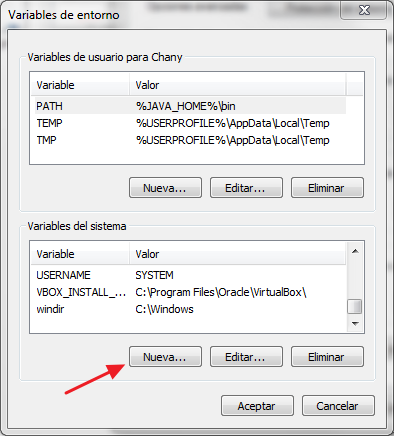 Variables de entorno
Variables de usuario para Chany
Variable Valor
PATH %JAVA_HOME%\bin
TEMP %USERPROFILE%\AppData\Local\Temp
TMP %USERPROFILE%\AppData\Local\Temp
Nueva... Editar... Eliminar
Variables del sistema
Variable Valor
USERNAME SYSTEM
VBOX_INSTALL_... C:\Program Files\Oracle\VirtualBox\
windir C:\Windows
Nueva... Editar... Eliminar
Aceptar Cancelar